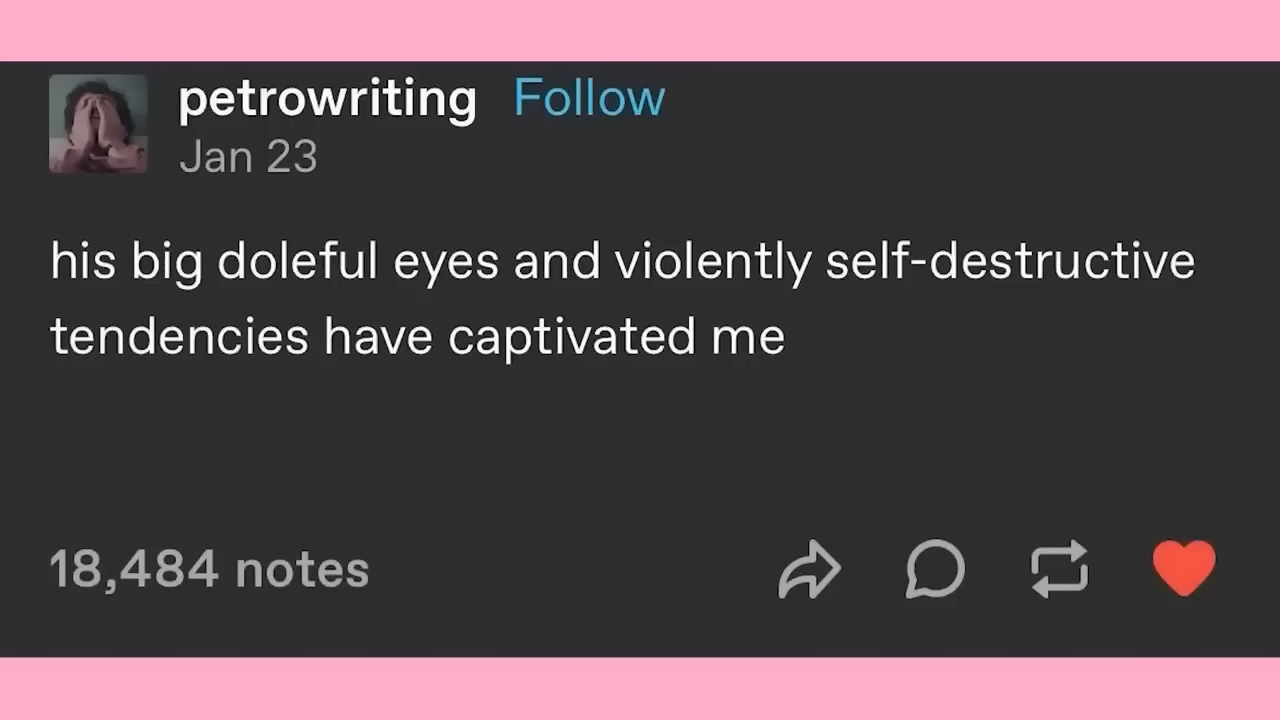 petrowriting Follow
Jan 23
his big doleful eyes and violently self-destructive
tendencies have captivated me
18,484 notes